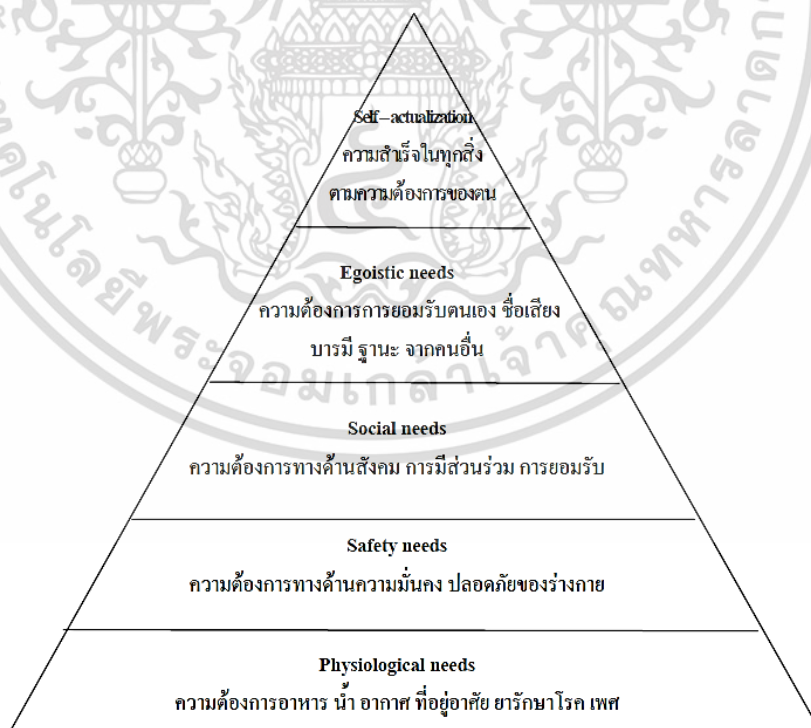 Self – actualization
ความสำเร็จในทุกสิ่ง
ตามความต้องการของตน
Egoistic needs
ความต้องการการยอมรับตนเอง ชื่อเสียง
บารมี ฐานะ จากคนอื่น
Social needs
ความต้องการทางด้านสังคม การมีส่วนร่วม การยอมรับ
Safety needs
ความต้องการทางด้านความมั่นคง ปลอดภัยของร่างกาย
Physiological needs
ความต้องการอาหาร น้ำ อากาศ ที่อยู่อาศัย ยารักษาโรค เพศ